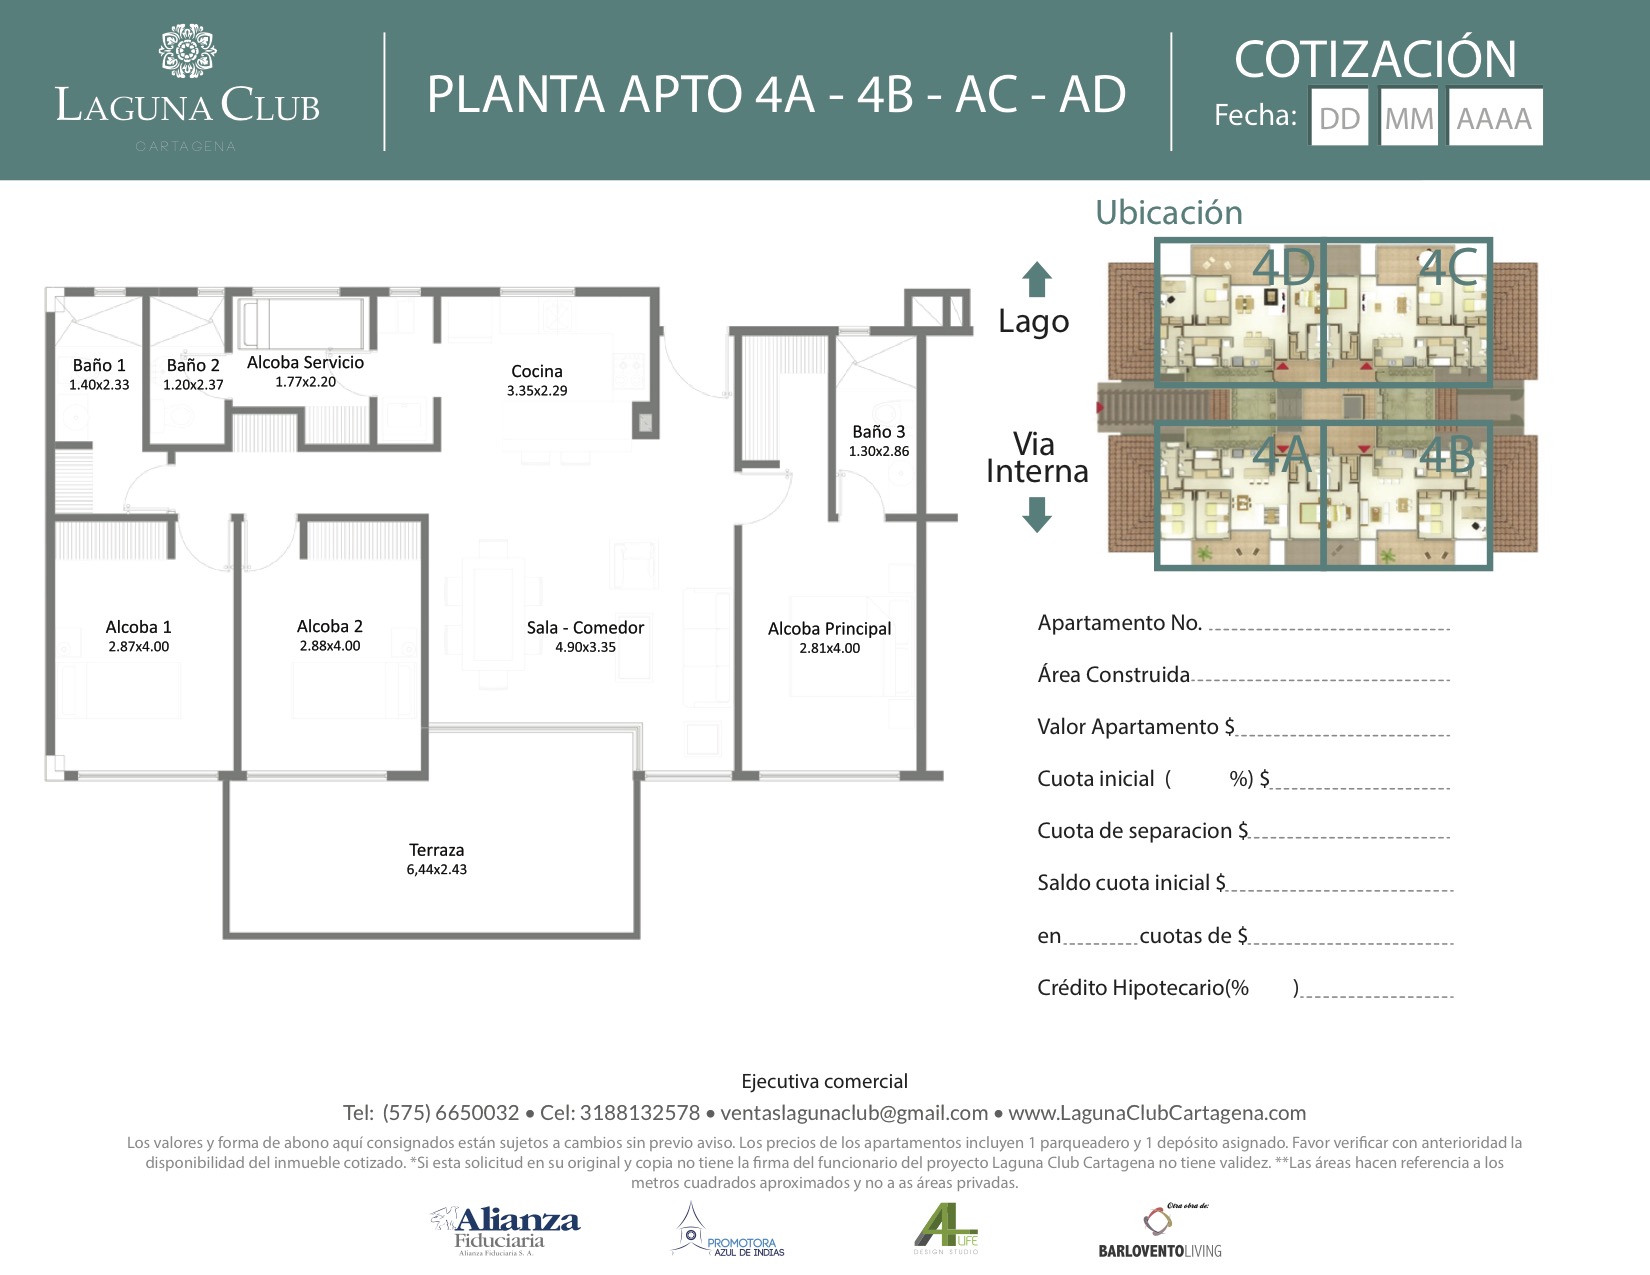 LAGUNA CLUB
CARTAGENA
PLANTA APTO 4A - 4B - AC - AD
COTIZACIÓN
Fecha: DD MM AAAA
Ubicación
4D 4C
Lago
Via
Interna
4A 4B
Baño 1
1.40x2.33
Baño 2
1.20x2.37
Alcoba Servicio
1.77x2.20
Cocina
3.35x2.29
Baño 3
1.30x2.86
Alcoba 1
2.87x4.00
Alcoba 2
2.88x4.00
Sala - Comedor
4.90x3.35
Alcoba Principal
2.81x4.00
Terraza
6,44x2.43
Apartamento No.
Área Construida
Valor Apartamento $
Cuota inicial ( %) $
Cuota de separacion $
Saldo cuota inicial $
en cuotas de $
Crédito Hipotecario(% )
Ejecutiva comercial
Tel: (575) 6650032 • Cel: 3188132578 • ventaslagunaclub@gmail.com • www.LagunaClubCartagena.com
Los valores y forma de abono aquí consignados están sujetos a cambios sin previo aviso. Los precios de los apartamentos incluyen 1 parqueadero y 1 depósito asignado. Favor verificar con anterioridad la
disponibilidad del inmueble cotizado. *Si esta solicitud en su original y copia no tiene la firma del funcionario del proyecto Laguna Club Cartagena no tiene validez. **Las áreas hacen referencia a los
metros cuadrados aproximados y no a as áreas privadas.
Alianza
Fiduciaria
Alianza Fiduciaria S. A.
PROMOTORA
AZUL DE INDIAS
AL LIFE
DESIGN STUDIO
Otra obra de:
BARLOVENTO LIVING